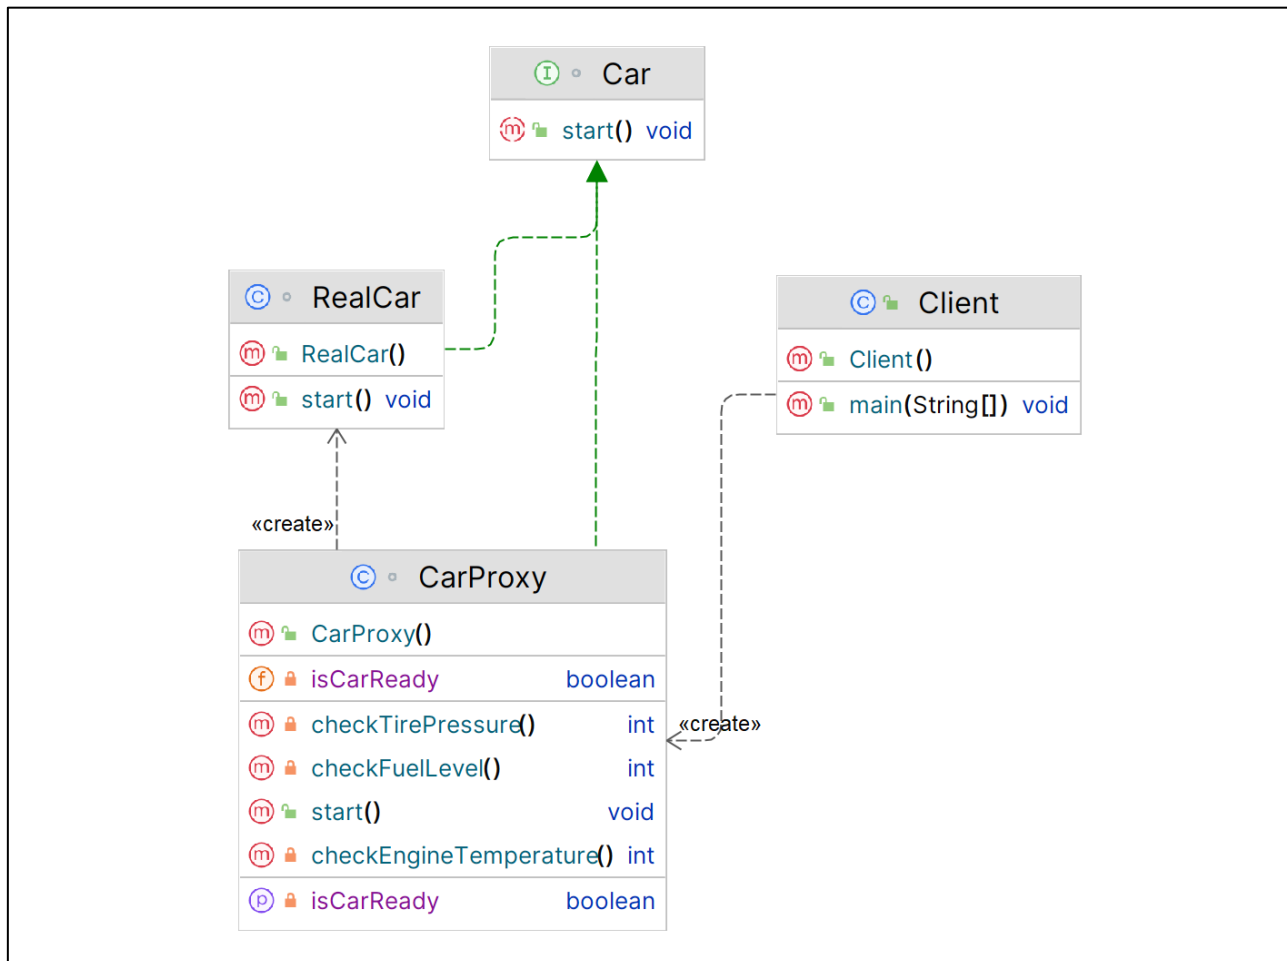 I Car
m start() void
C RealCar
m RealCar()
m start() void
C Client
m Client()
m main(String[]) void
«create»
C CarProxy
m CarProxy()
f isCarReady boolean
m checkTirePressure() int
«create»
m checkFuelLevel() int
m start() void
m checkEngineTemperature() int
p isCarReady boolean